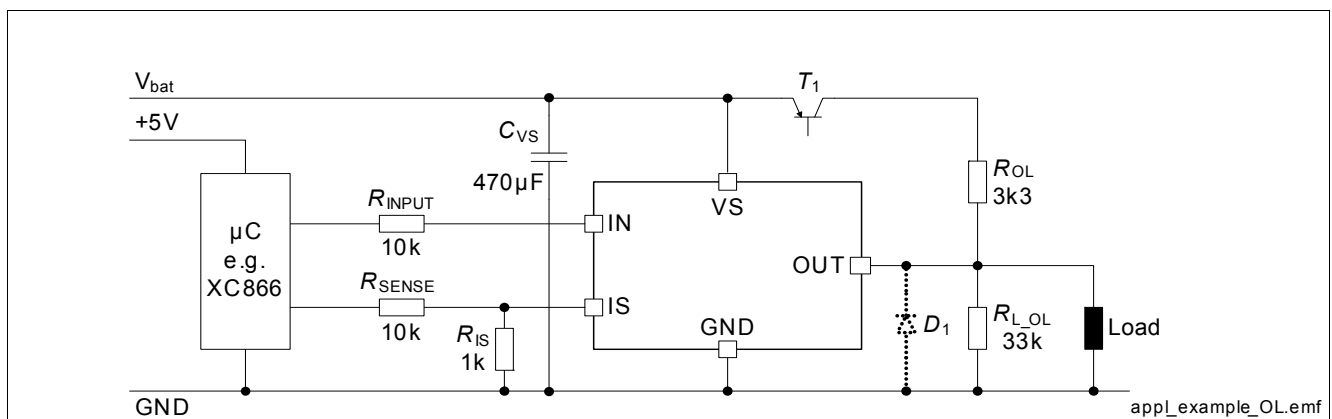 Vbat
T1
+5V
CVS
470µF
ROL
3k3
VS
RINPUT
IN
10k
µC
e.g.
XC866
OUT
RSENSE
IS
10k
GND
RIS
1k
D1
RL_OL
33k
Load
GND
appl_example_OL.emf